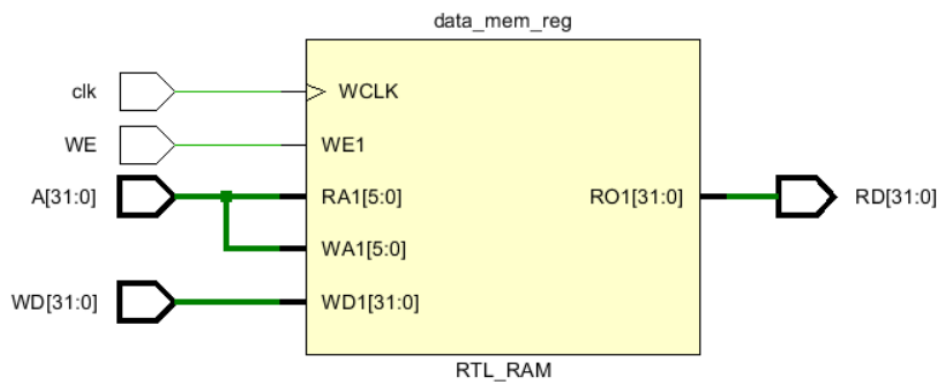 data_mem_reg
clk
WCLK
WE
WE1
A[31:0]
RA1[5:0]
RO1[31:0]
RD[31:0]
WA1[5:0]
WD[31:0]
WD1[31:0]
RTL_RAM